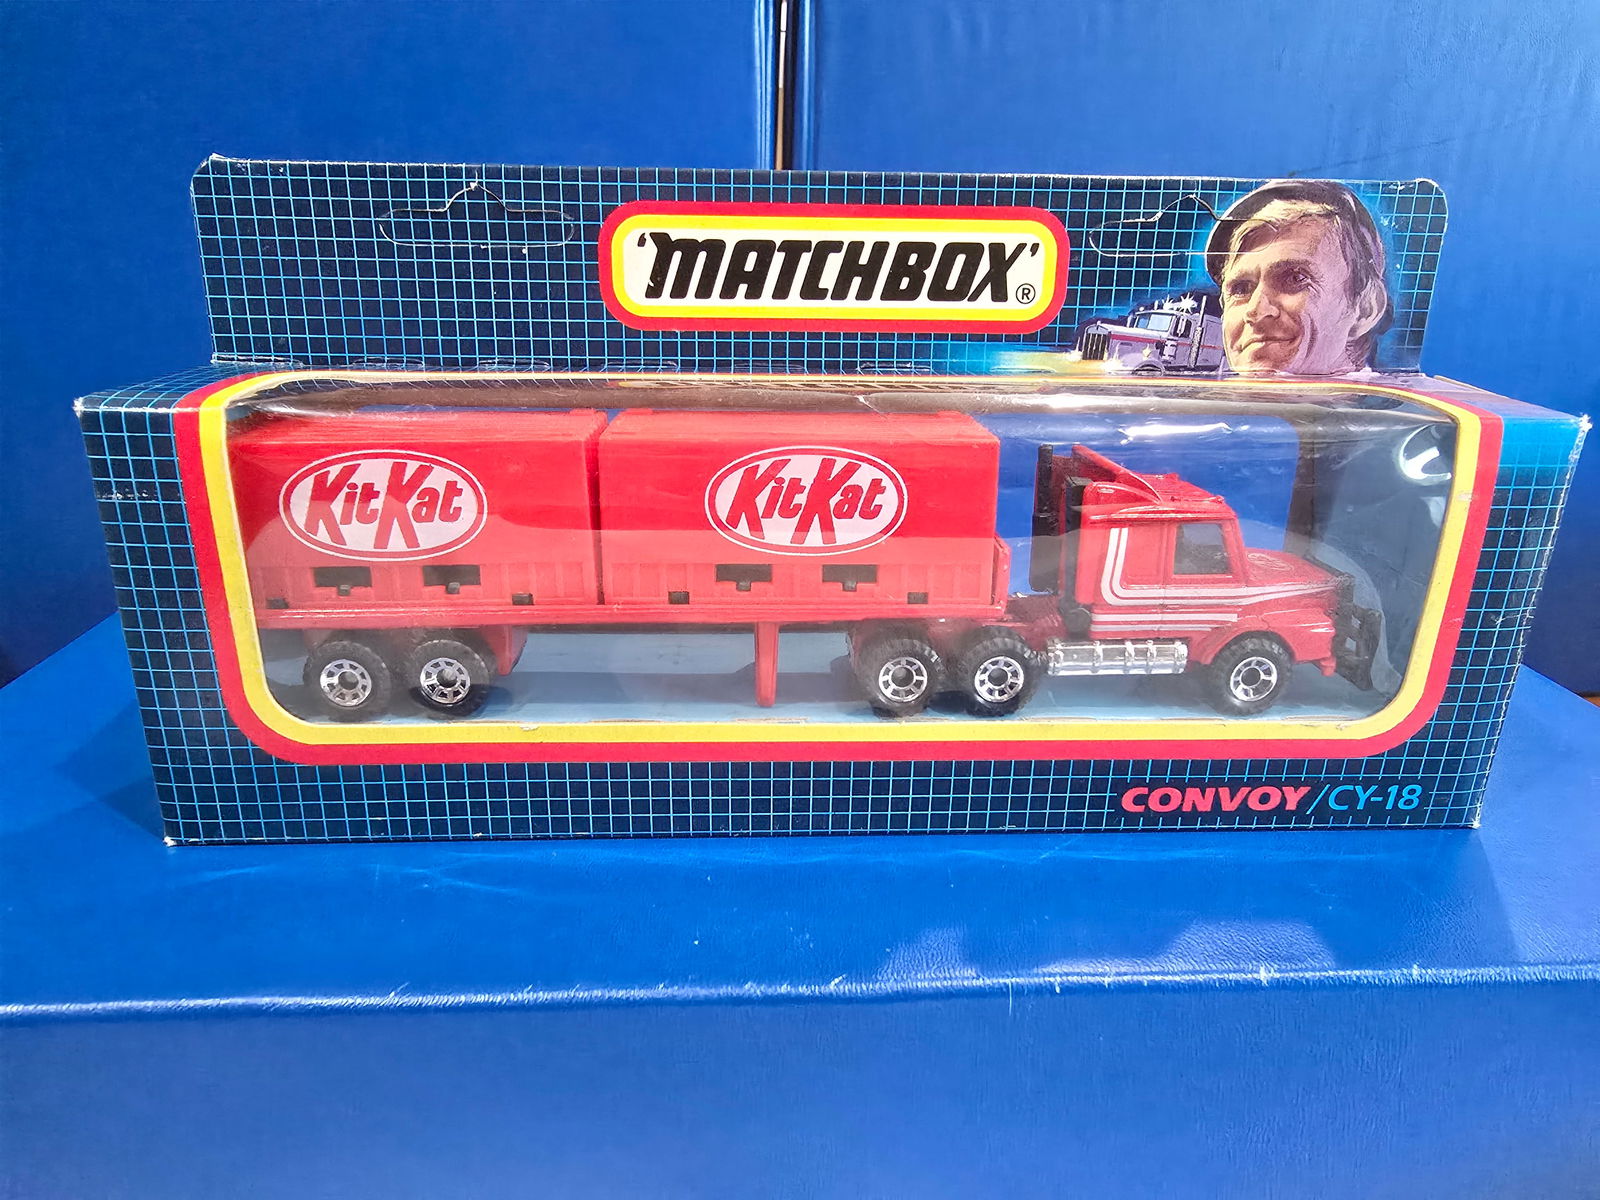 'MATCHBOX'®
KitKat KitKat
CONVOY/CY-18